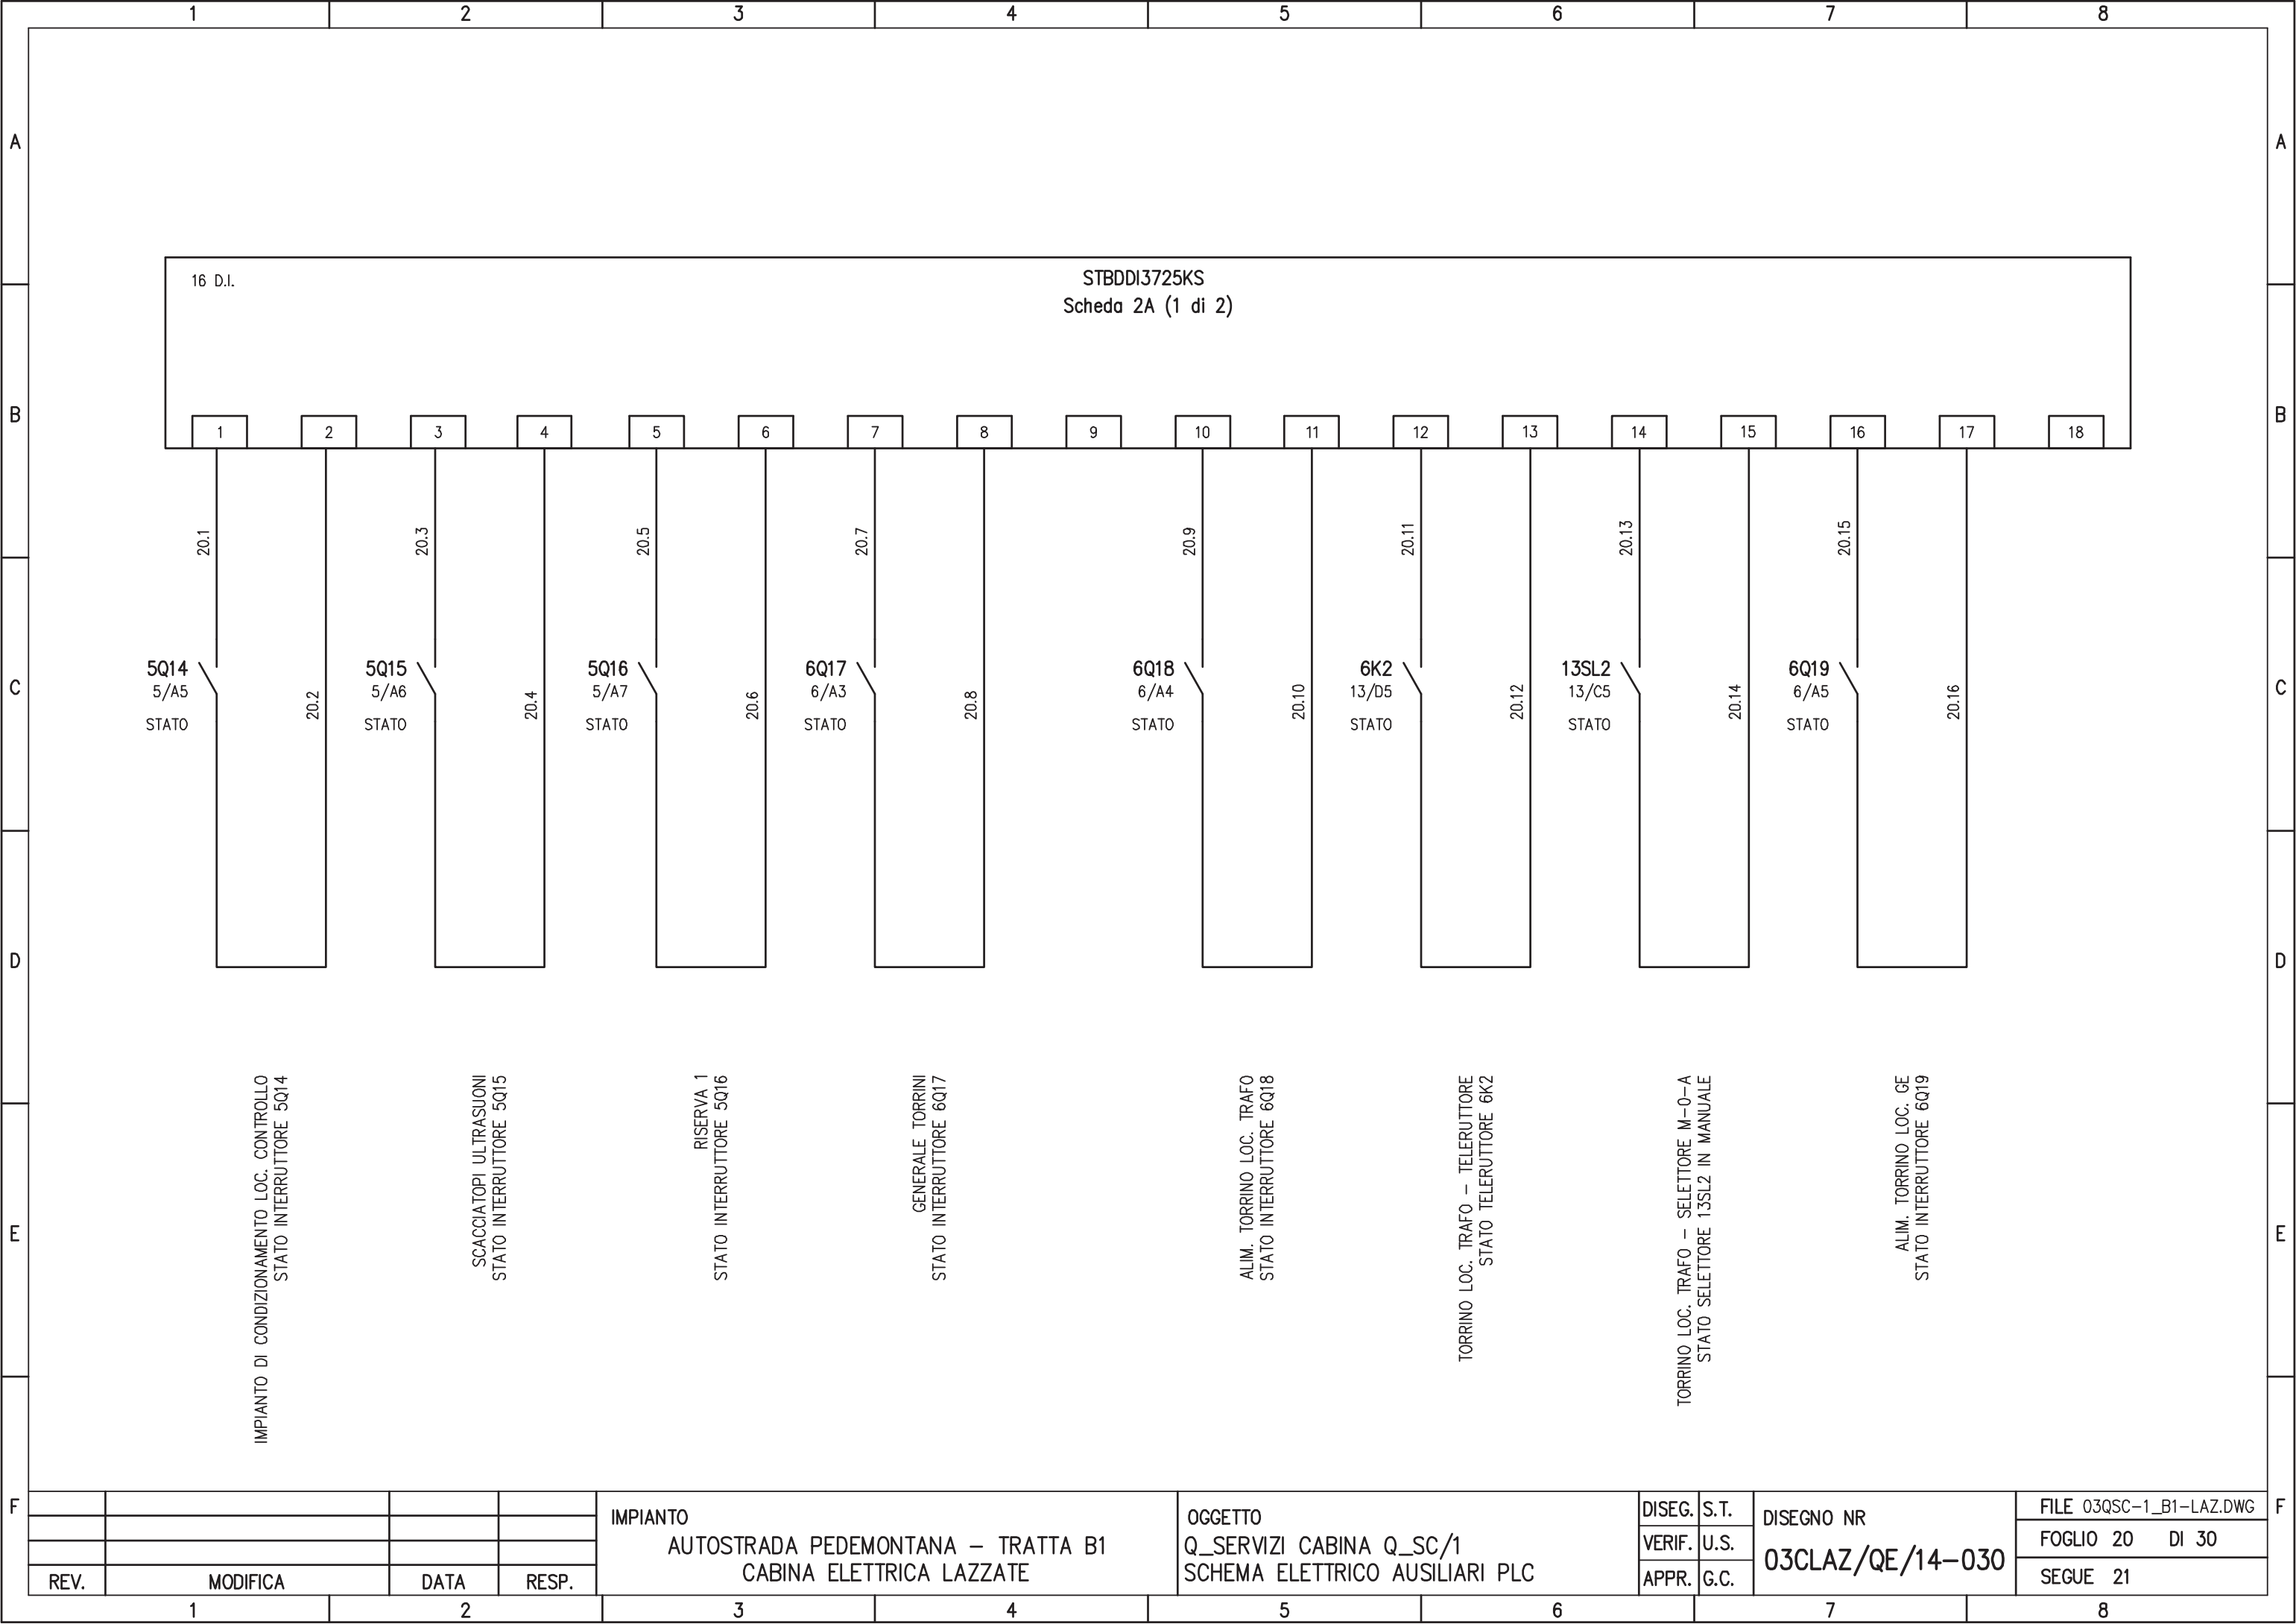 1 2 3 4 5 6 7 8
A A
16 D.I.
STBDDI3725KS
Scheda 2A (1 di 2)
B B
1 2 3 4 5 6 7 8 9 10 11 12 13 14 15 16 17 18
20.1 20.3 20.5 20.7 20.9 20.11 20.13 20.15
C C
5Q14 5Q15 5Q16 6Q17 6Q18 6K2 13SL2 6Q19
5/A5 5/A6 5/A7 6/A3 6/A4 13/D5 13/C5 6/A5
STATO STATO STATO STATO STATO STATO STATO STATO
20.2 20.4 20.6 20.8 20.10 20.12 20.14 20.16
D D
IMPIANTO DI CONDIZIONAMENTO LOC. CONTROLLO
STATO INTERRUTTORE 5Q14
SCACCIATOPI ULTRASUONI
STATO INTERRUTTORE 5Q15
RISERVA 1
STATO INTERRUTTORE 5Q16
GENERALE TORRINI
STATO INTERRUTTORE 6Q17
ALIM. TORRINO LOC. TRAFO
STATO INTERRUTTORE 6Q18
TORRINO LOC. TRAFO - TELERUTTORE
STATO TELERUTTORE 6K2
TORRINO LOC. TRAFO - SELETTORE M-0-A
STATO SELETTORE 13SL2 IN MANUALE
ALIM. TORRINO LOC. GE
STATO INTERRUTTORE 6Q19
E E
F F
REV. MODIFICA DATA RESP.
IMPIANTO
AUTOSTRADA PEDEMONTANA - TRATTA B1
CABINA ELETTRICA LAZZATE
OGGETTO
Q_SERVIZI CABINA Q_SC/1
SCHEMA ELETTRICO AUSILIARI PLC
DISEG. S.T.
VERIF. U.S.
APPR. G.C.
DISEGNO NR
03CLAZ/QE/14-030
FILE 03QSC-1_B1-LAZ.DWG
FOGLIO 20 DI 30
SEGUE 21
1 2 3 4 5 6 7 8